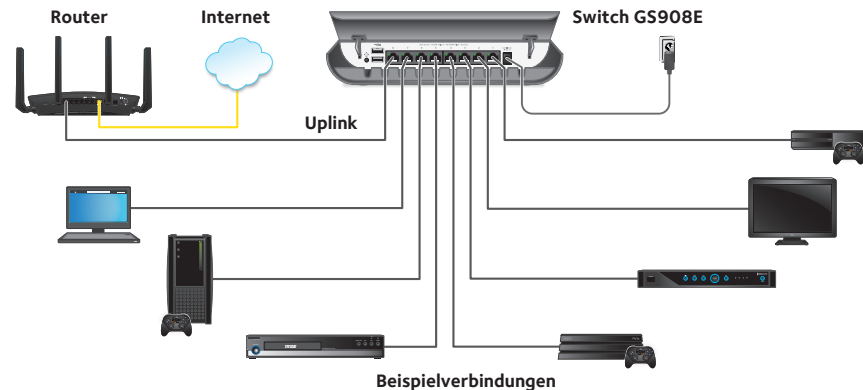 Router
Internet
Switch GS908E
Uplink
Beispielverbindungen